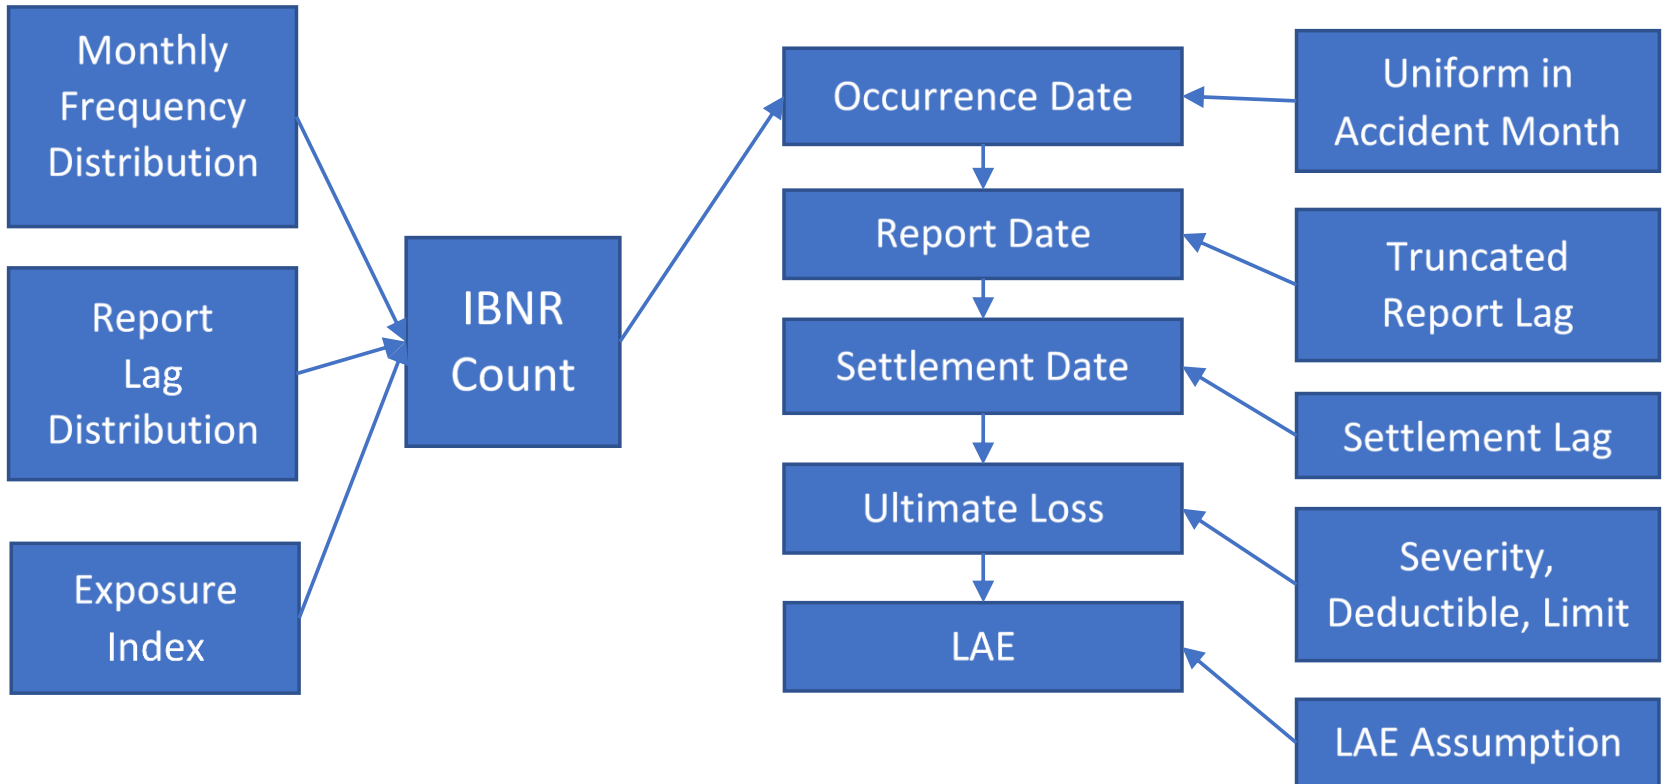 Monthly
Frequency
Distribution
Report
Lag
Distribution
Exposure
Index
IBNR
Count
Occurrence Date
Report Date
Settlement Date
Ultimate Loss
LAE
Uniform in
Accident Month
Truncated
Report Lag
Settlement Lag
Severity,
Deductible, Limit
LAE Assumption